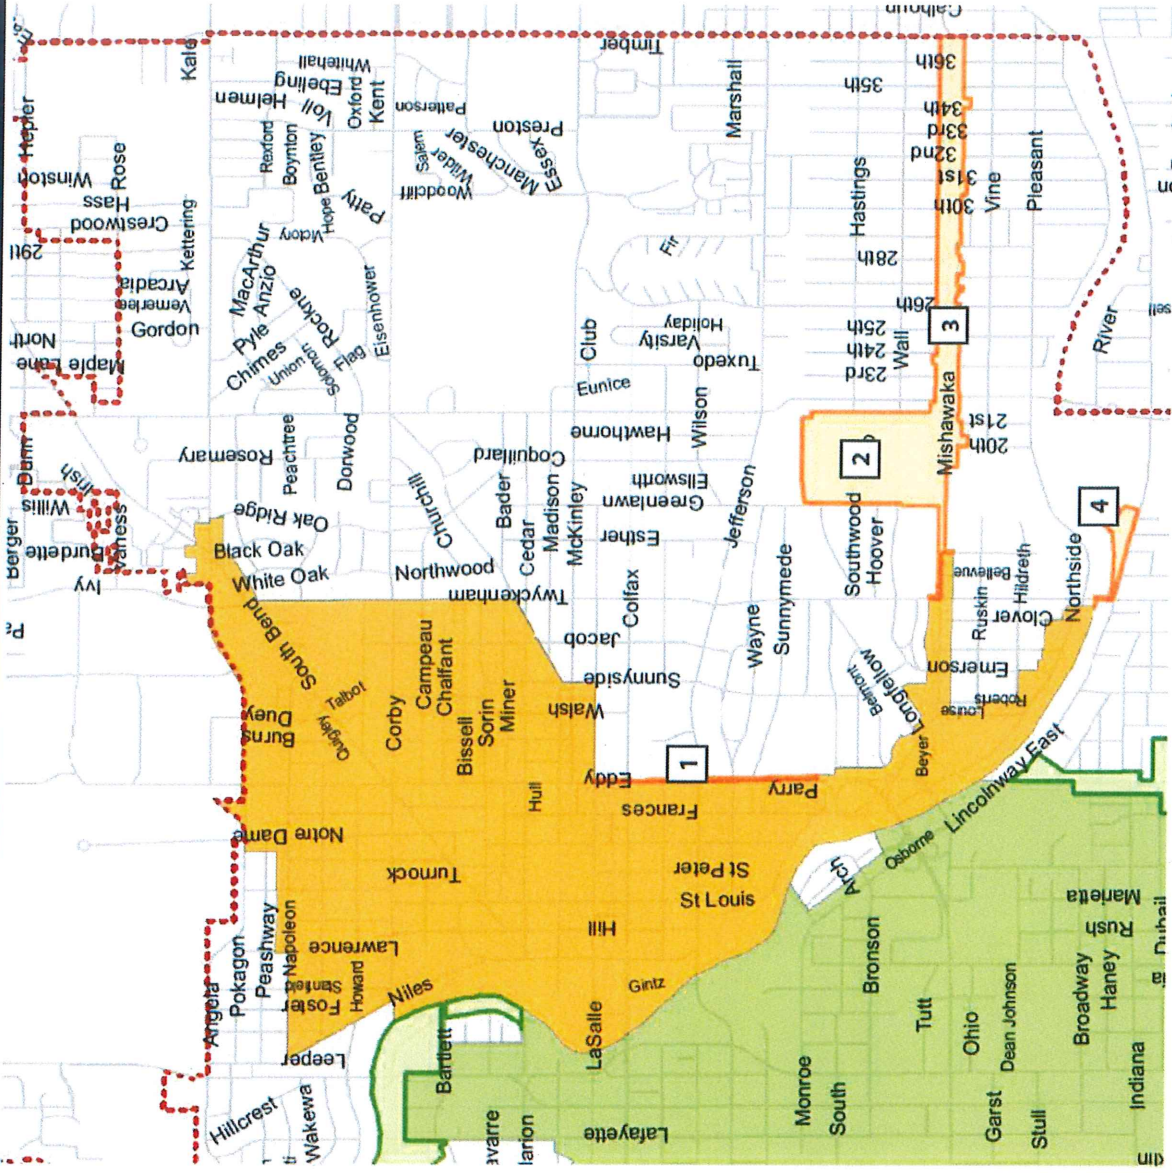 Calhoun
Hopler
Kale
Whitehall
Ebeling
Helmen
Voll
Oxford
Kent
Patterson
Timber
35th
36th
34th
33rd
32nd
31st
30th
Marshall
Preston
Essex
Manchester
Wilder
Salem
Woodcliff
Rexford
Boynton
Bentley
Hope
Patty
Victory
Winston
Rose
Hass
Crestwood
Kettering
Hastings
Vine
Pleasant
28th
Fir
MacArthur
Anzio
Pyle
Chimes
Rockne
Eisenhower
Union
Solomon
Flag
Arcadia
Vernerlee
Gordon
North
Maple Lane
Club
Varsity
Holiday
Tuxedo
Eunice
26th
25th
24th
23rd
Wall
3
River
Mishawaka
21st
20th
2
Dunn
Irish
Willis
Vaness
Berger
Burdette
Ivy
Rosemary
Peachtree
Dorwood
Oak Ridge
Black Oak
White Oak
Churchill
Northwood
Coquillard
Bader
Cedar
Madison
McKinley
Hawthorne
Wilson
Ellsworth
Greenlawn
Esther
Jefferson
Southwood
Hoover
4
Northside
Bellevue
Hildreth
Ruskin
Clover
Twyckenham
Colfax
Wayne
Sunnymede
Jacob
Sunnyside
South Bend
Talbot
Quigley
Duey
Burns
Corby
Campeau
Chalfant
Bissell
Sorin
Miner
Walsh
Belmont
Longfellow
Emerson
Roberts
Louise
Beyer
Lincolnway East
Eddy
1
Hull
Frances
Parry
Notre Dame
Turnock
St Peter
St Louis
Arch
Osborne
Marietta
Rush
Hill
Lawrence
Napoleon
Peashway
Pokagon
Angela
Stanfield
Howard
Foster
Niles
Gintz
Bronson
Tutt
Ohio
Dean Johnson
Broadway
Haney
Leeper
Bartlett
LaSalle
Hillcrest
Wakewa
Lafayette
Monroe
South
Garst
Stull
Indiana